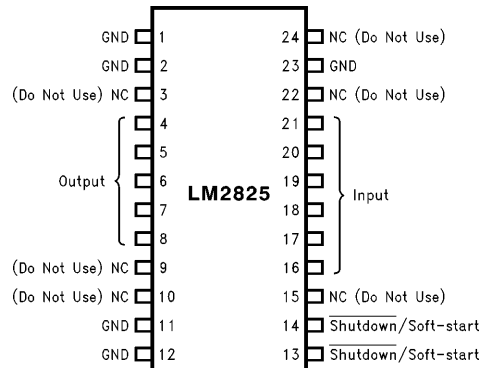 GND 1 24 NC (Do Not Use)
GND 2 23 GND
(Do Not Use) NC 3 22 NC (Do Not Use)
4 21
5 20
Output 6 19
LM2825
Input
7 18
8 17
(Do Not Use) NC 9 16
(Do Not Use) NC 10 15 NC (Do Not Use)
GND 11 14 Shutdown/Soft-start
GND 12 13 Shutdown/Soft-start